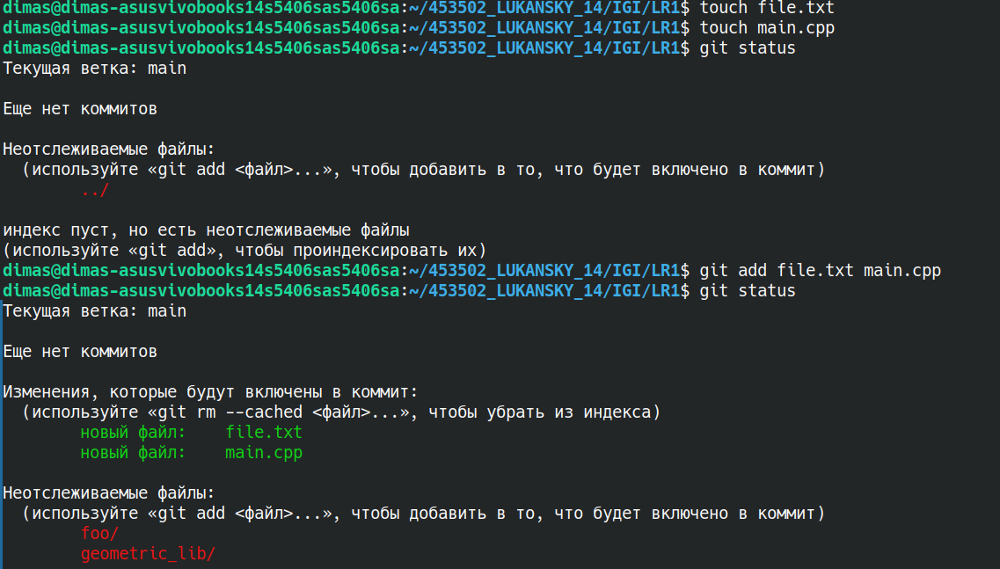 dimas@dimas-asusvivobooks14s5406sas5406sa:~/453502_LUKANSKY_14/IGI/LR1$ touch file.txt
dimas@dimas-asusvivobooks14s5406sas5406sa:~/453502_LUKANSKY_14/IGI/LR1$ touch main.cpp
dimas@dimas-asusvivobooks14s5406sas5406sa:~/453502_LUKANSKY_14/IGI/LR1$ git status
Текущая ветка: main
Еще нет коммитов
Неотслеживаемые файлы:
(используйте «git add <файл>...», чтобы добавить в то, что будет включено в коммит)
../
индекс пуст, но есть неотслеживаемые файлы
(используйте «git add», чтобы проиндексировать их)
dimas@dimas-asusvivobooks14s5406sas5406sa:~/453502_LUKANSKY_14/IGI/LR1$ git add file.txt main.cpp
dimas@dimas-asusvivobooks14s5406sas5406sa:~/453502_LUKANSKY_14/IGI/LR1$ git status
Текущая ветка: main
Еще нет коммитов
Изменения, которые будут включены в коммит:
(используйте «git rm --cached <файл>...», чтобы убрать из индекса)
новый файл:    file.txt
новый файл:    main.cpp
Неотслеживаемые файлы:
(используйте «git add <файл>...», чтобы добавить в то, что будет включено в коммит)
foo/
geometric_lib/